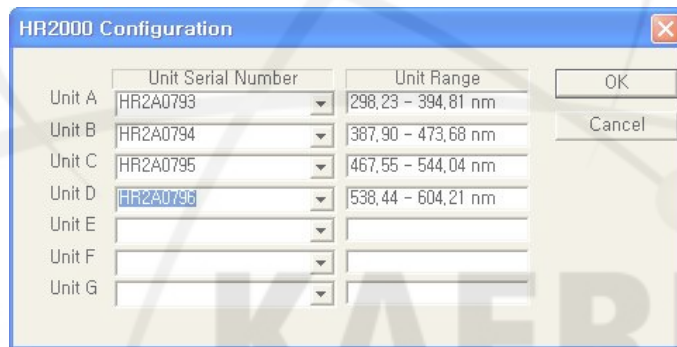 HR2000 Configuration
Unit Serial Number Unit Range OK
Unit A HR2A0793 298,23 - 394,81 nm
Unit B HR2A0794 387,90 - 473,68 nm Cancel
Unit C HR2A0795 467,55 - 544,04 nm
Unit D HR2A0796 538,44 - 604,21 nm
Unit E
Unit F
Unit G
KAERI